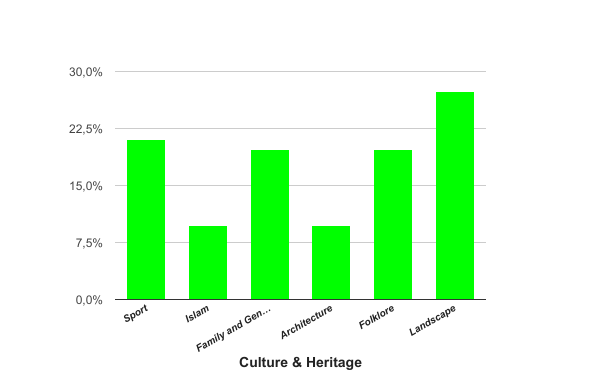 30,0%
22,5%
15,0%
7,5%
0,0%
Sport
Islam
Family and Gen...
Architecture
Folklore
Landscape
Culture & Heritage